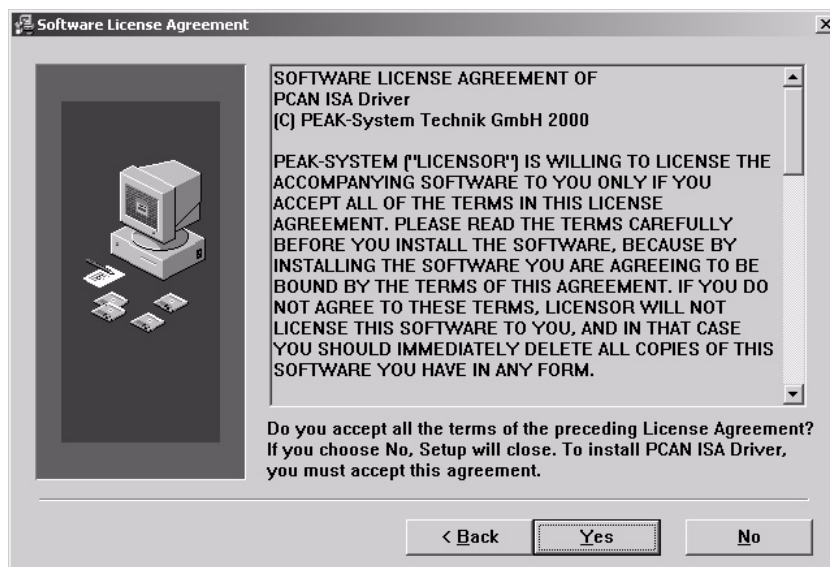 Software License Agreement
SOFTWARE LICENSE AGREEMENT OF
PCAN ISA Driver
(C) PEAK-System Technik GmbH 2000
PEAK-SYSTEM ("LICENSOR") IS WILLING TO LICENSE THE
ACCOMPANYING SOFTWARE TO YOU ONLY IF YOU
ACCEPT ALL OF THE TERMS IN THIS LICENSE
AGREEMENT. PLEASE READ THE TERMS CAREFULLY
BEFORE YOU INSTALL THE SOFTWARE, BECAUSE BY
INSTALLING THE SOFTWARE YOU ARE AGREEING TO BE
BOUND BY THE TERMS OF THIS AGREEMENT. IF YOU DO
NOT AGREE TO THESE TERMS, LICENSOR WILL NOT
LICENSE THIS SOFTWARE TO YOU, AND IN THAT CASE
YOU SHOULD IMMEDIATELY DELETE ALL COPIES OF THIS
SOFTWARE YOU HAVE IN ANY FORM.
Do you accept all the terms of the preceding License Agreement?
If you choose No, Setup will close. To install PCAN ISA Driver,
you must accept this agreement.
< Back
Yes
No